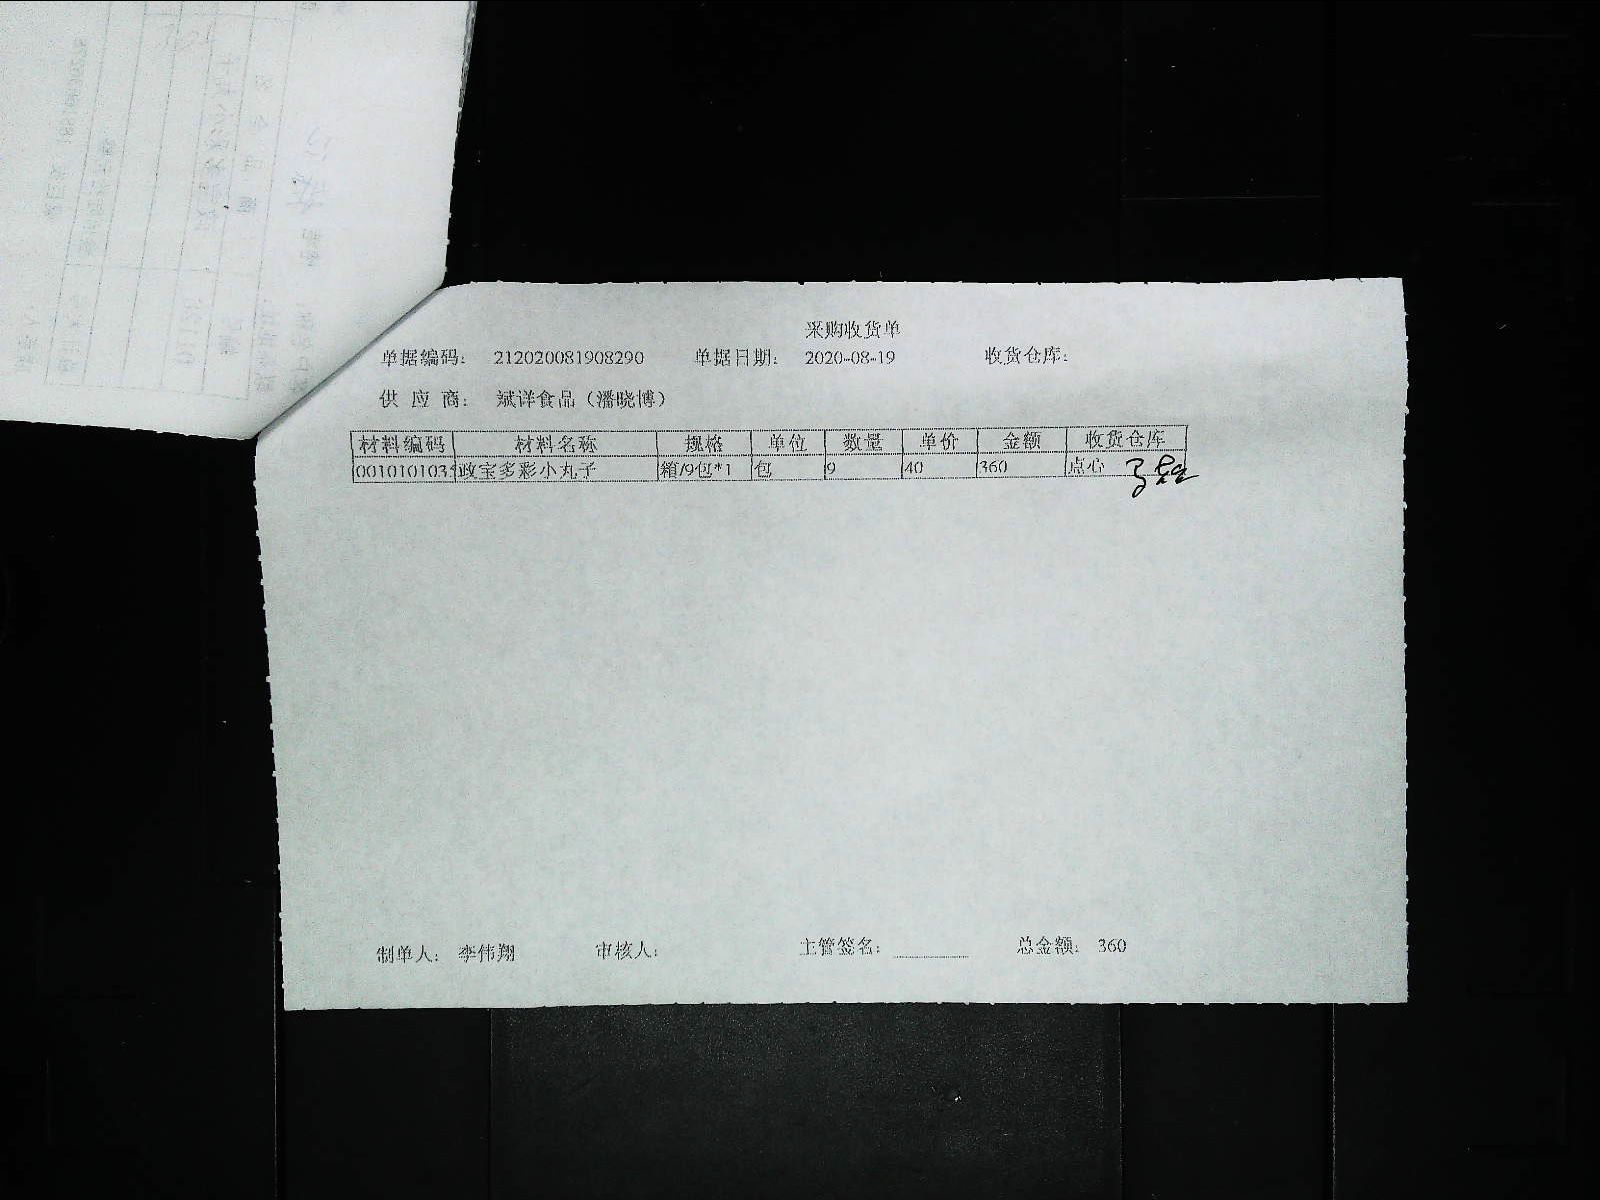 采购收货单
单据编码： 212020081908290 单据日期： 2020-08-19 收货仓库：
供 应 商： 斌详食品（潘晓博）
材料编码 材料名称 规格 单位 数量 单价 金额 收货仓库
001010103 政宝多彩小丸子 箱/9包*1 包 9 40 360 点心
制单人： 李伟翔 审核人： 主管签名： 总金额： 360